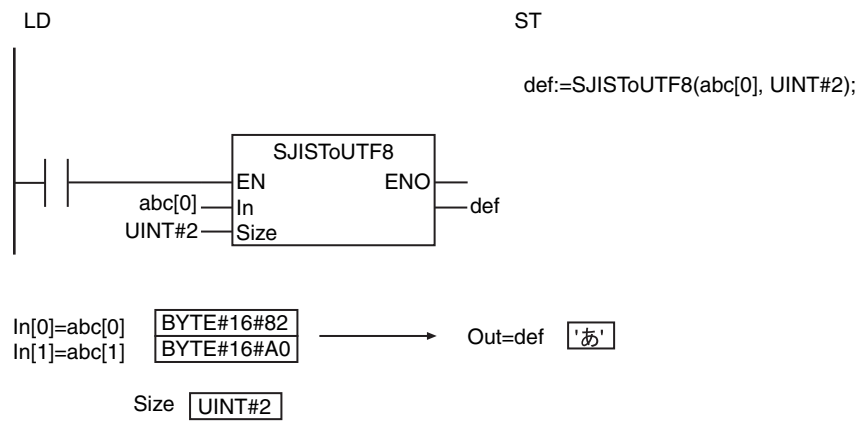 LD
ST
def:=SJISToUTF8(abc[0], UINT#2);
SJISToUTF8
EN ENO
abc[0] In def
UINT#2 Size
In[0]=abc[0] BYTE#16#82
In[1]=abc[1] BYTE#16#A0
Out=def 'あ'
Size UINT#2